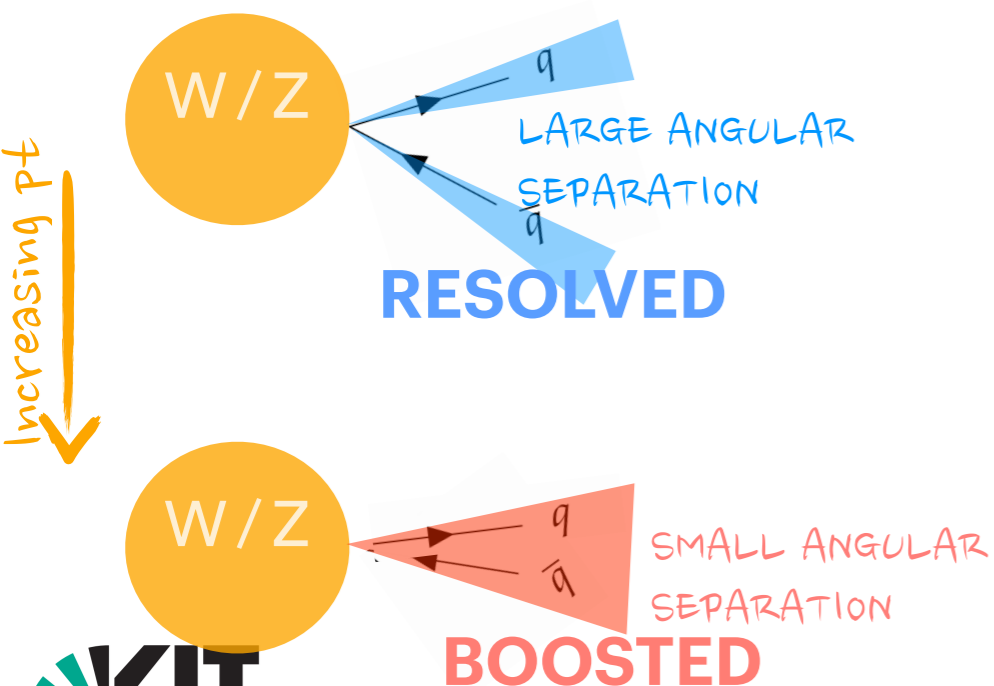 W/Z
q
LARGE ANGULAR
SEPARATION
q̅
RESOLVED
Increasing pt
W/Z
q
q̅
SMALL ANGULAR
SEPARATION
BOOSTED
KIT